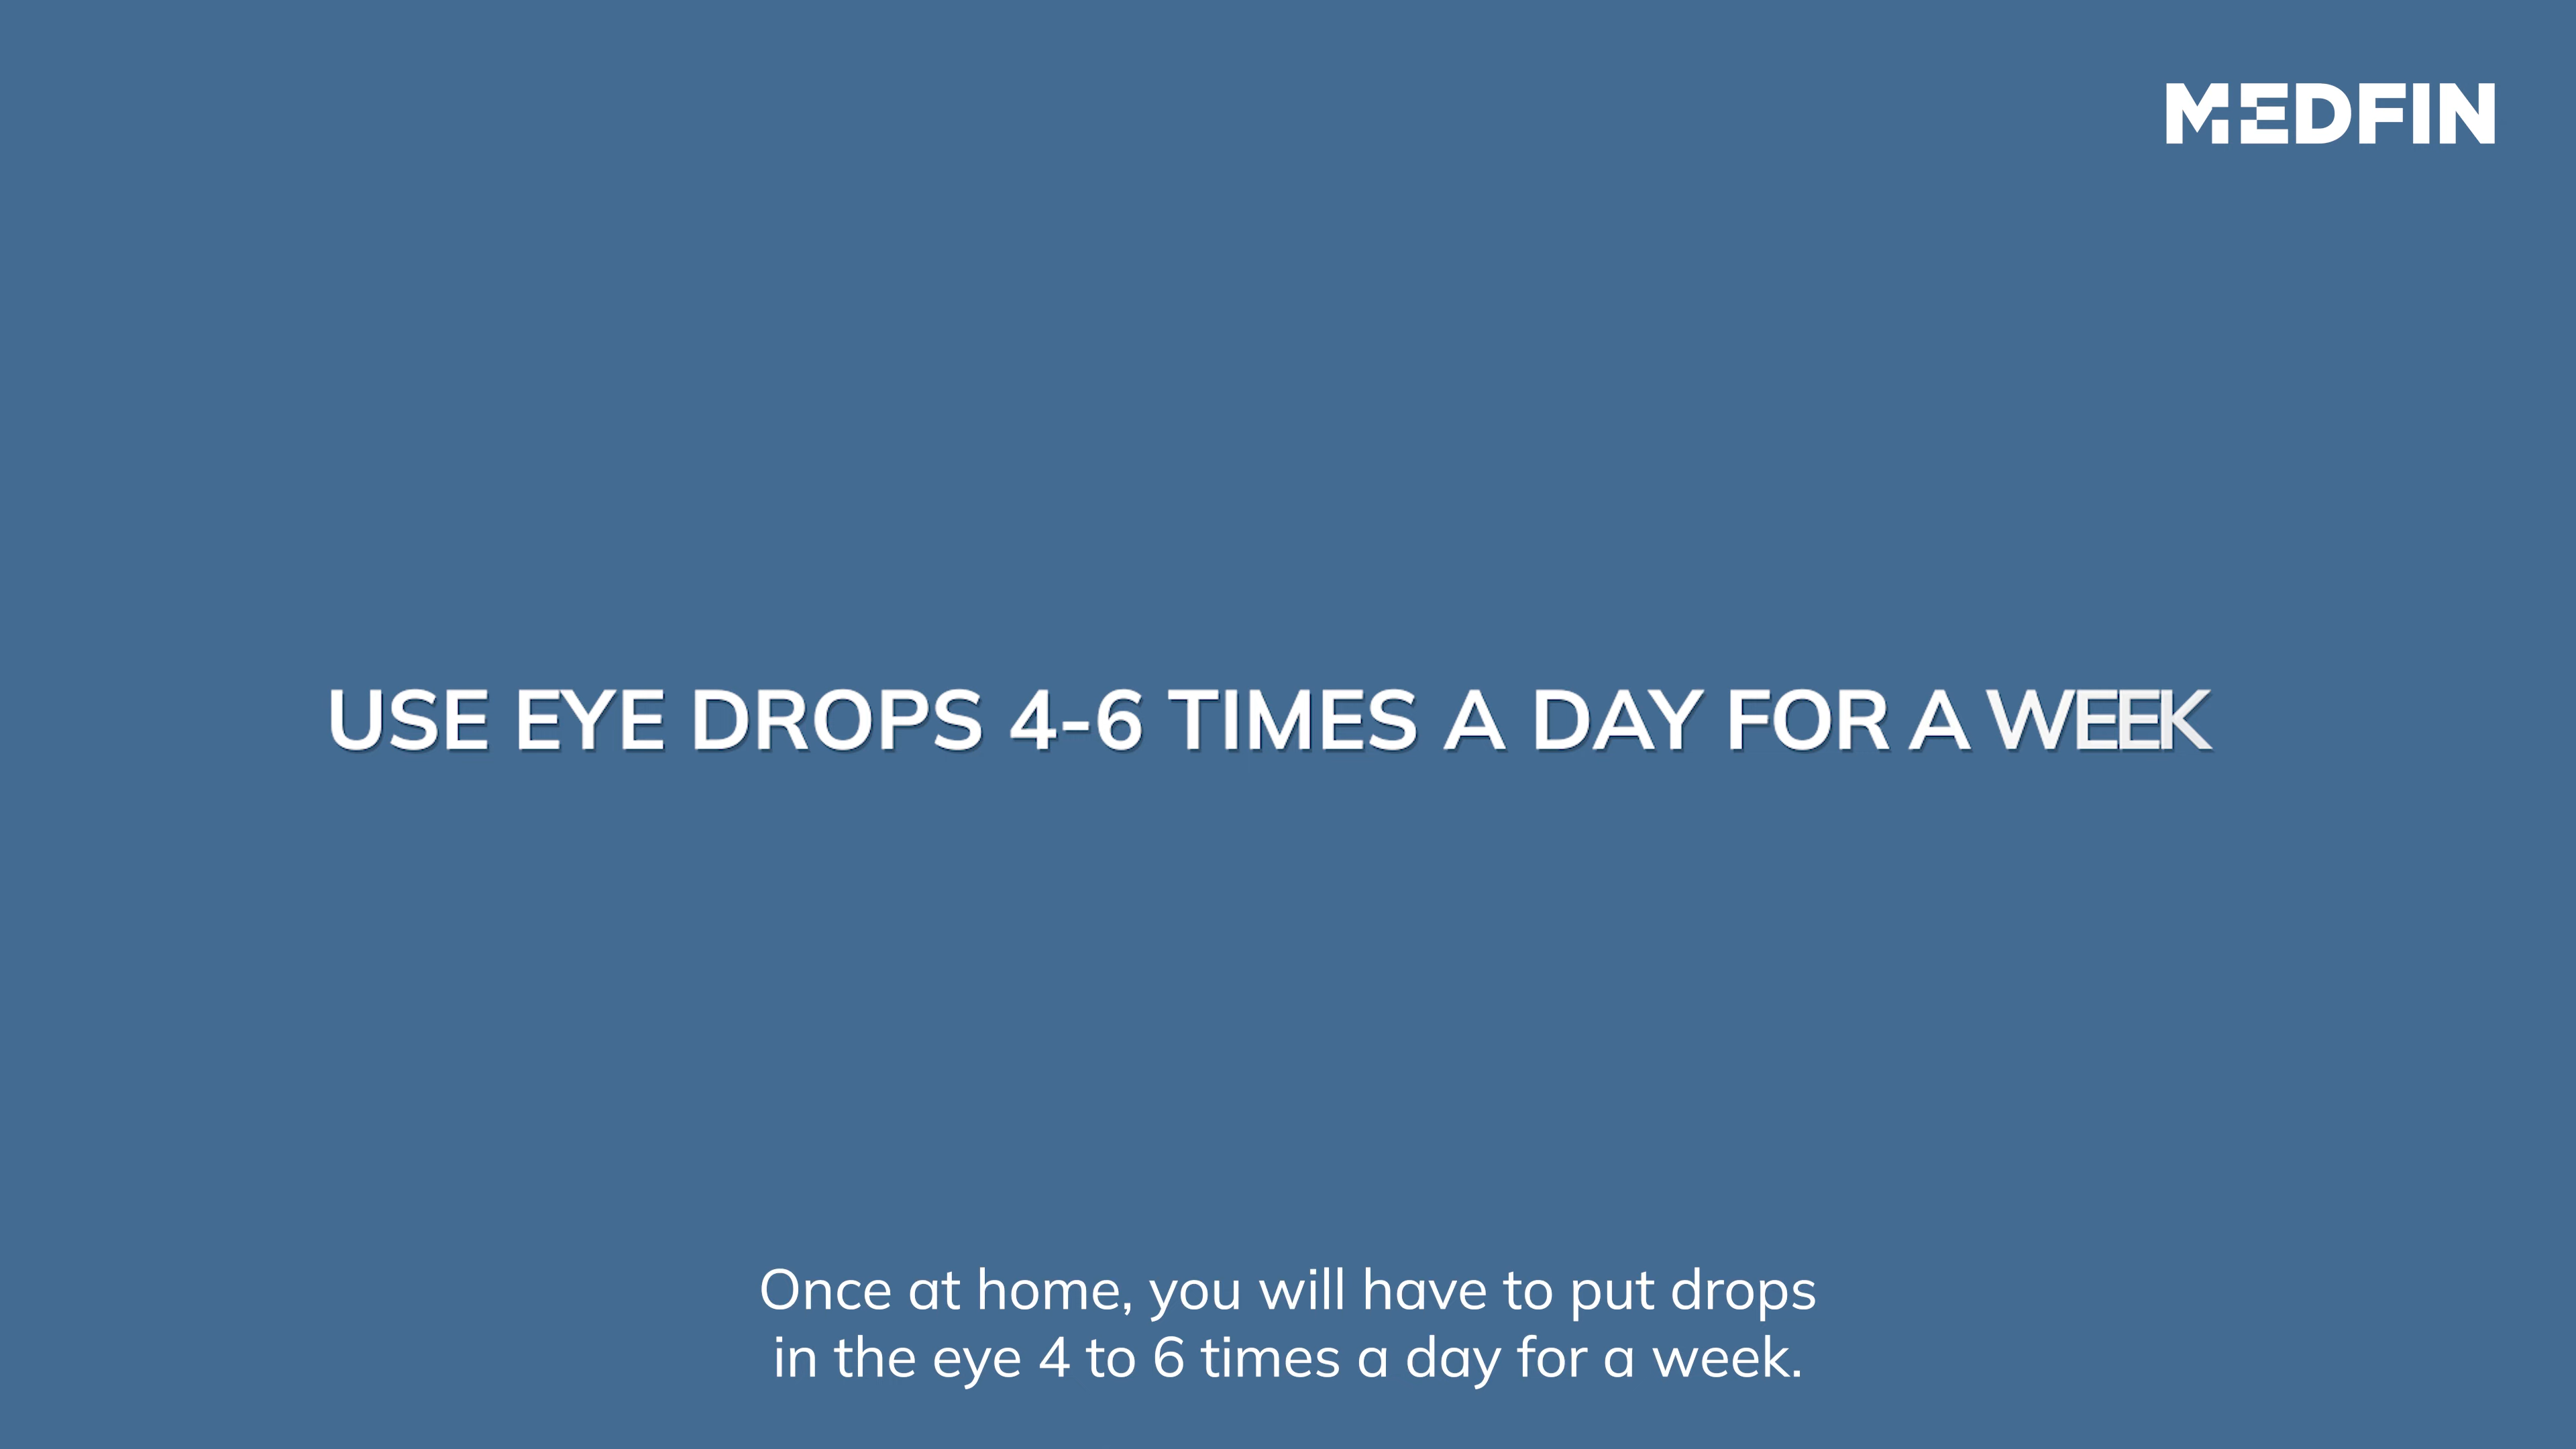 MEDFIN
USE EYE DROPS 4-6 TIMES A DAY FOR A WEEK
Once at home, you will have to put drops
in the eye 4 to 6 times a day for a week.